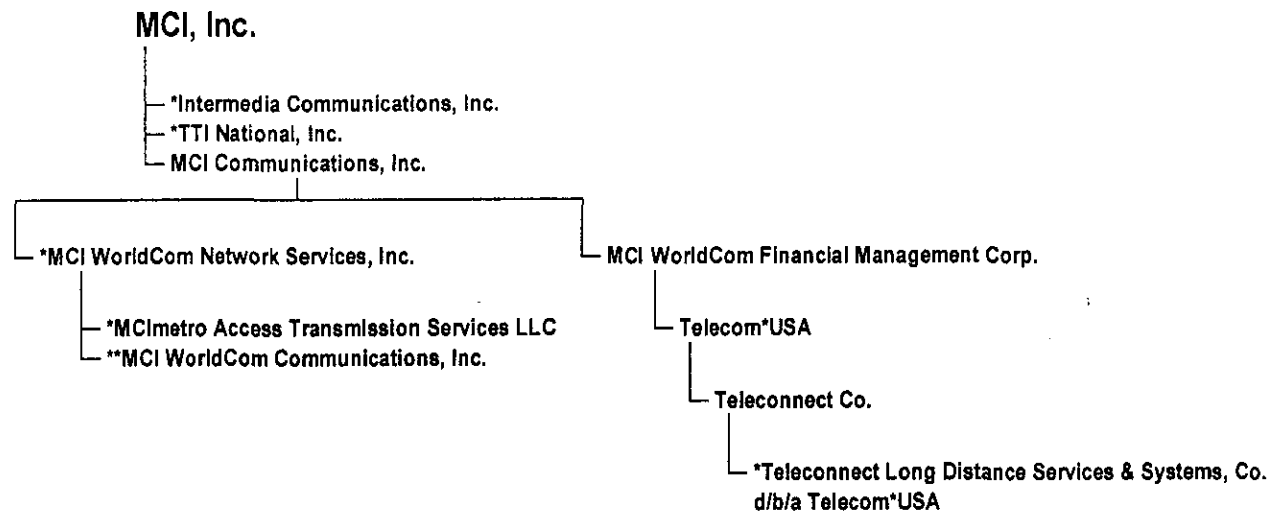 MCI, Inc.
*Intermedia Communications, Inc.
*TTI National, Inc.
MCI Communications, Inc.
*MCI WorldCom Network Services, Inc.
MCI WorldCom Financial Management Corp.
*MCImetro Access Transmission Services LLC
**MCI WorldCom Communications, Inc.
Telecom*USA
Teleconnect Co.
*Teleconnect Long Distance Services & Systems, Co.
d/b/a Telecom*USA